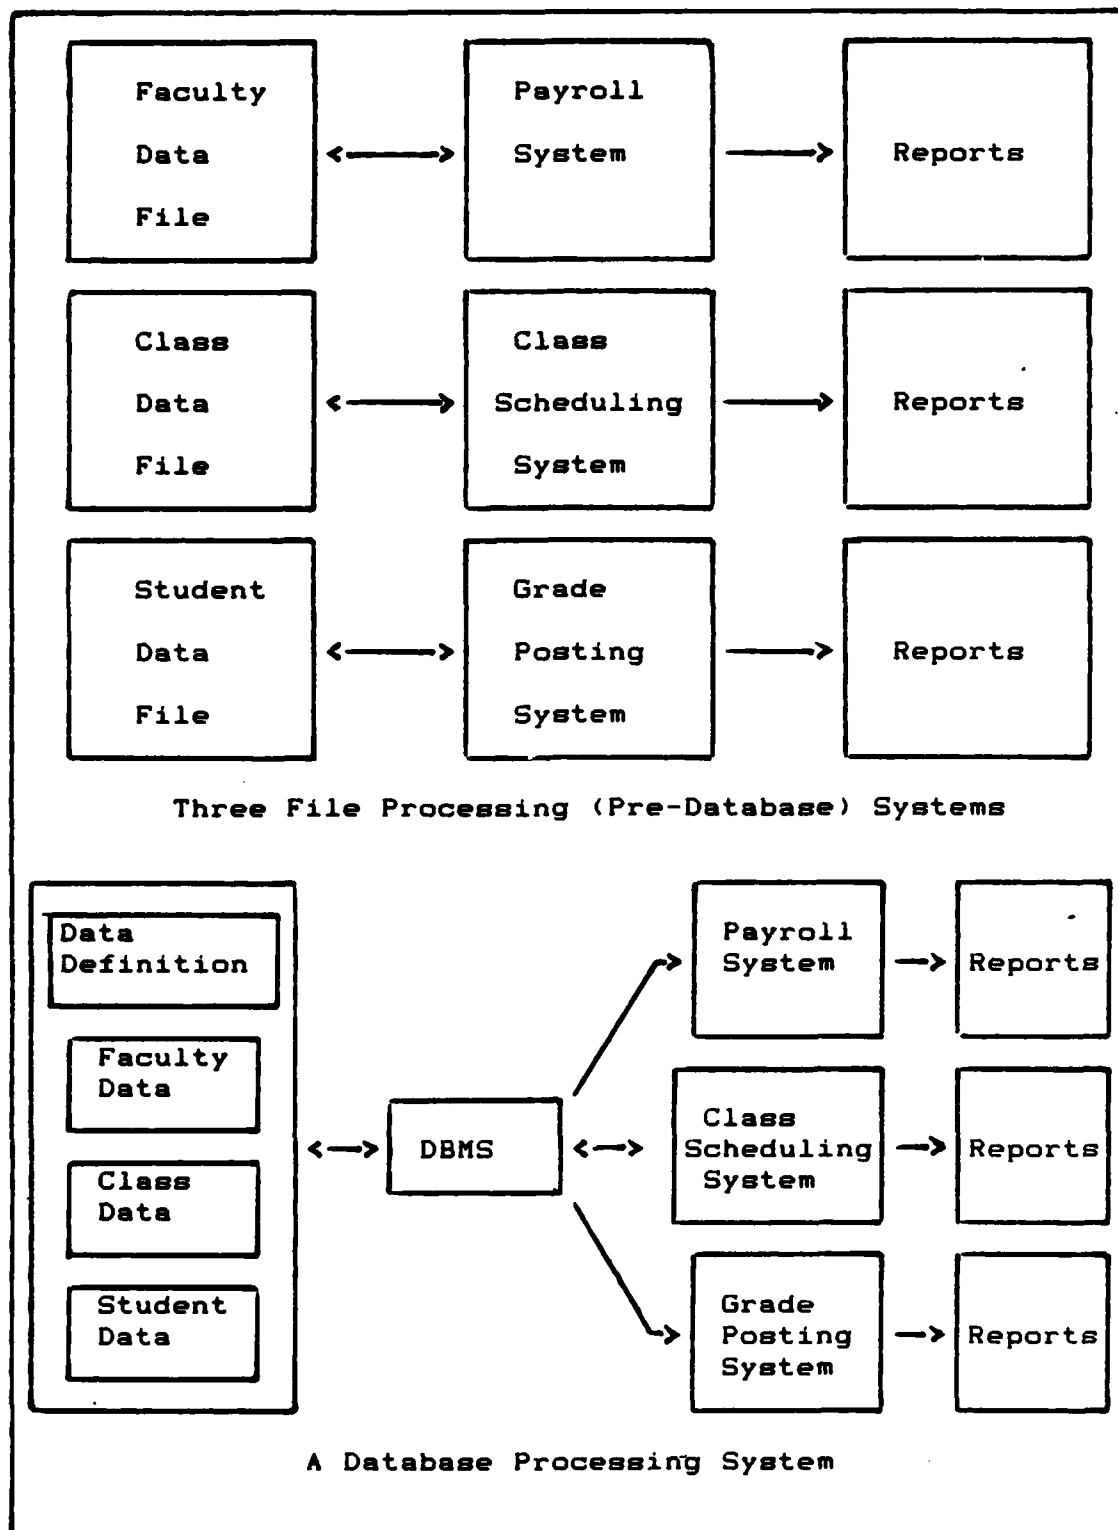 Faculty
Data
File
Payroll
System
Reports
Class
Data
File
Class
Scheduling
System
Reports
Student
Data
File
Grade
Posting
System
Reports
Three File Processing (Pre-Database) Systems
Data
Definition
Faculty
Data
Class
Data
Student
Data
DBMS
Payroll
System
Reports
Class
Scheduling
System
Reports
Grade
Posting
System
Reports
A Database Processing System